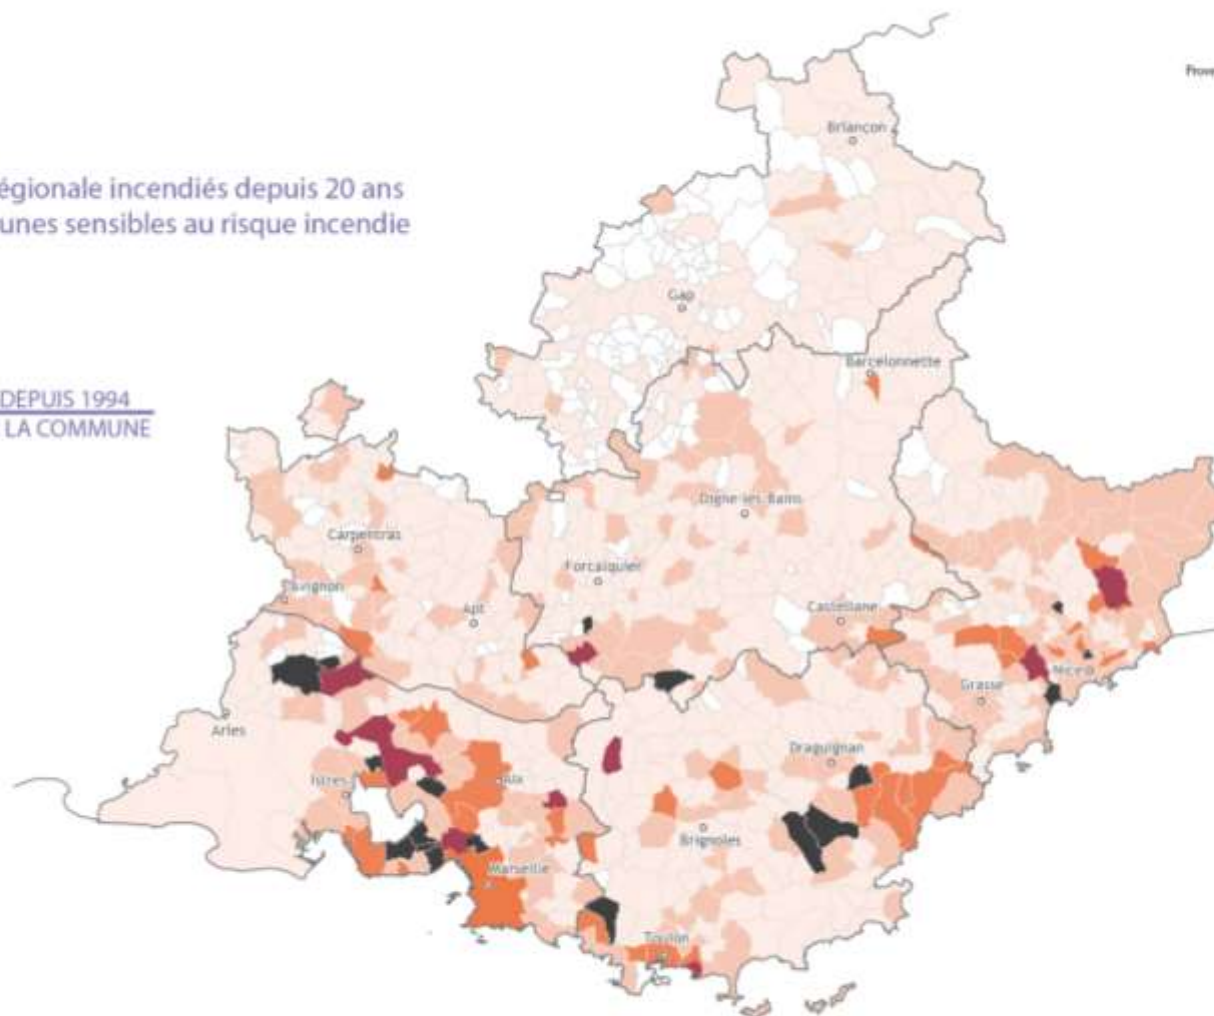 Prove
égionale incendiés depuis 20 ans
unes sensibles au risque incendie
DEPUIS 1994
LA COMMUNE
Briançon
Gap
Barcelonnette
Digne-les-Bains
Carpentras
Forcalquier
Avignon
Apt
Castellane
Nice
Grasse
Arles
Draguignan
Istres
Aix
Brignoles
Marseille
Toulon